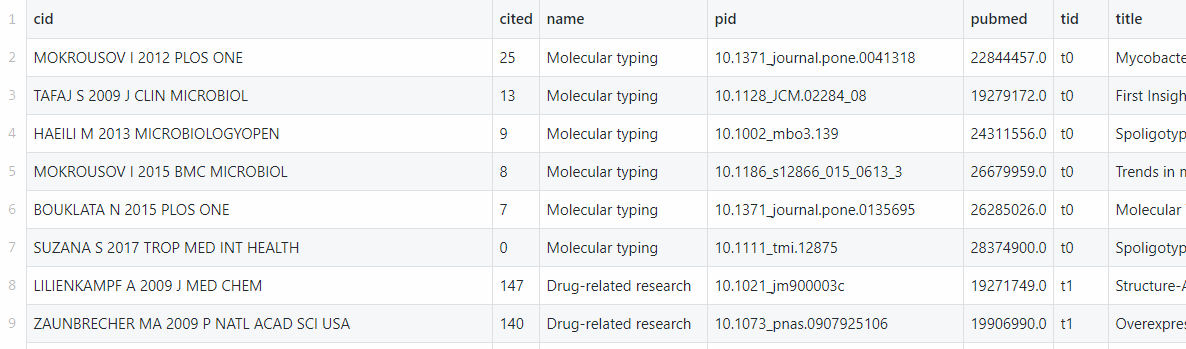 1 cid cited name pid pubmed tid title
2 MOKROUSOV I 2012 PLOS ONE 25 Molecular typing 10.1371_journal.pone.0041318 22844457.0 t0 Mycobacte
3 TAFAJ S 2009 J CLIN MICROBIOL 13 Molecular typing 10.1128_JCM.02284_08 19279172.0 t0 First Insigh
4 HAEILI M 2013 MICROBIOLOGYOPEN 9 Molecular typing 10.1002_mbo3.139 24311556.0 t0 Spoligotyp
5 MOKROUSOV I 2015 BMC MICROBIOL 8 Molecular typing 10.1186_s12866_015_0613_3 26679959.0 t0 Trends in m
6 BOUKLATA N 2015 PLOS ONE 7 Molecular typing 10.1371_journal.pone.0135695 26285026.0 t0 Molecular
7 SUZANA S 2017 TROP MED INT HEALTH 0 Molecular typing 10.1111_tmi.12875 28374900.0 t0 Spoligotyp
8 LILIENKAMPF A 2009 J MED CHEM 147 Drug-related research 10.1021_jm900003c 19271749.0 t1 Structure-A
9 ZAUNBRECHER MA 2009 P NATL ACAD SCI USA 140 Drug-related research 10.1073_pnas.0907925106 19906990.0 t1 Overexpres